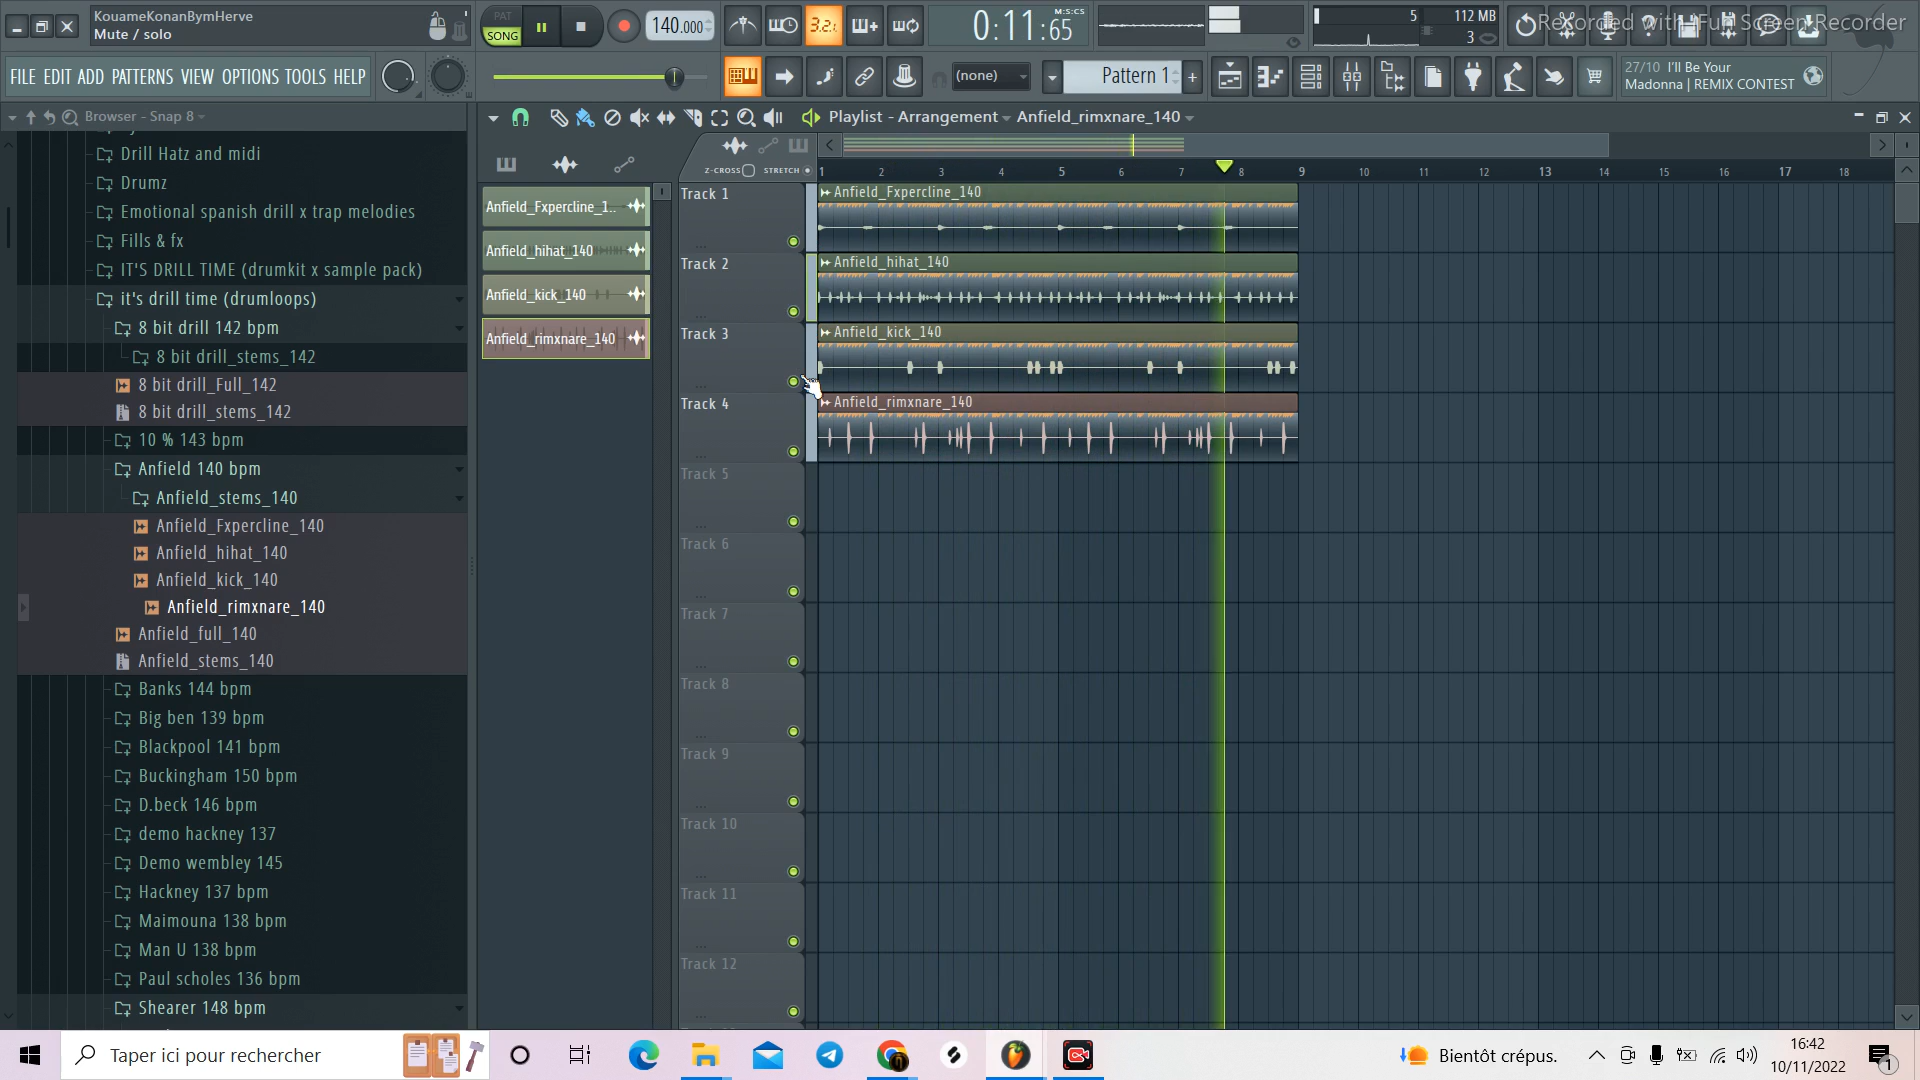 KouameKonanBymHerve
Mute / solo
PAT
SONG
140.000
3.2.
0:11:65
M:S:CS
5
112 MB
3
Recorded with iFun Screen Recorder
FILE EDIT ADD PATTERNS VIEW OPTIONS TOOLS HELP
(none)
Pattern 1
+
27/10 I'll Be Your
Madonna | REMIX CONTEST
Browser - Snap 8
Playlist - Arrangement
Anfield_rimxnare_140
Z-CROSS
STRETCH
1 2 3 4 5 6 7 8 9 10 11 12 13 14 15 16 17 18
Drill Hatz and midi
Drumz
Emotional spanish drill x trap melodies
Fills & fx
IT'S DRILL TIME (drumkit x sample pack)
it's drill time (drumloops)
8 bit drill 142 bpm
8 bit drill_stems_142
8 bit drill_Full_142
8 bit drill_stems_142
10 % 143 bpm
Anfield 140 bpm
Anfield_stems_140
Anfield_Fxpercline_140
Anfield_hihat_140
Anfield_kick_140
Anfield_rimxnare_140
Anfield_full_140
Anfield_stems_140
Banks 144 bpm
Big ben 139 bpm
Blackpool 141 bpm
Buckingham 150 bpm
D.beck 146 bpm
demo hackney 137
Demo wembley 145
Hackney 137 bpm
Maimouna 138 bpm
Man U 138 bpm
Paul scholes 136 bpm
Shearer 148 bpm
Anfield_Fxpercline_1..
Anfield_hihat_140
Anfield_kick_140
Anfield_rimxnare_140
Track 1
Anfield_Fxpercline_140
Track 2
Anfield_hihat_140
Track 3
Anfield_kick_140
Track 4
Anfield_rimxnare_140
Track 5
Track 6
Track 7
Track 8
Track 9
Track 10
Track 11
Track 12
Taper ici pour rechercher
Bientôt crépus.
16:42
10/11/2022
1